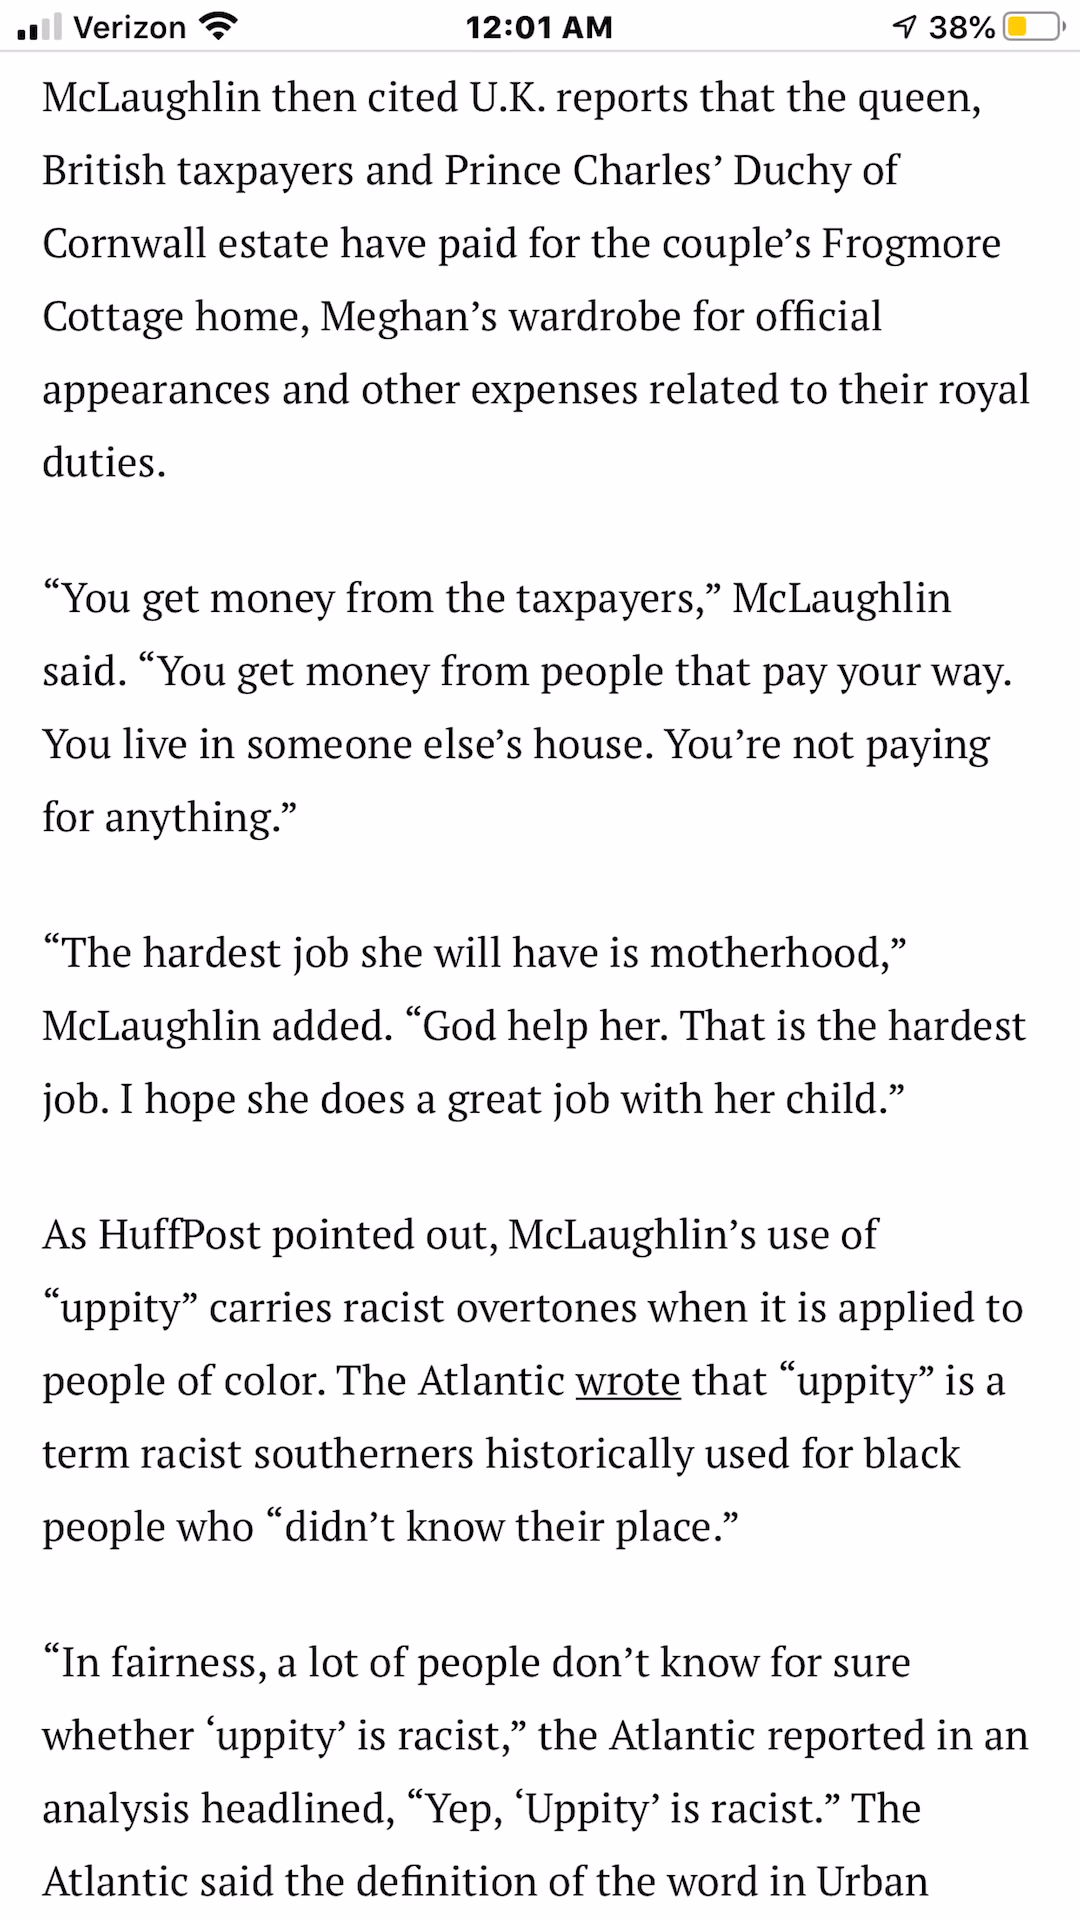 Verizon 12:01 AM 38%
McLaughlin then cited U.K. reports that the queen,
British taxpayers and Prince Charles’ Duchy of
Cornwall estate have paid for the couple’s Frogmore
Cottage home, Meghan’s wardrobe for official
appearances and other expenses related to their royal
duties.
“You get money from the taxpayers,” McLaughlin
said. “You get money from people that pay your way.
You live in someone else’s house. You’re not paying
for anything.”
“The hardest job she will have is motherhood,”
McLaughlin added. “God help her. That is the hardest
job. I hope she does a great job with her child.”
As HuffPost pointed out, McLaughlin’s use of
“uppity” carries racist overtones when it is applied to
people of color. The Atlantic wrote that “uppity” is a
term racist southerners historically used for black
people who “didn’t know their place.”
“In fairness, a lot of people don’t know for sure
whether ‘uppity’ is racist,” the Atlantic reported in an
analysis headlined, “Yep, ‘Uppity’ is racist.” The
Atlantic said the definition of the word in Urban